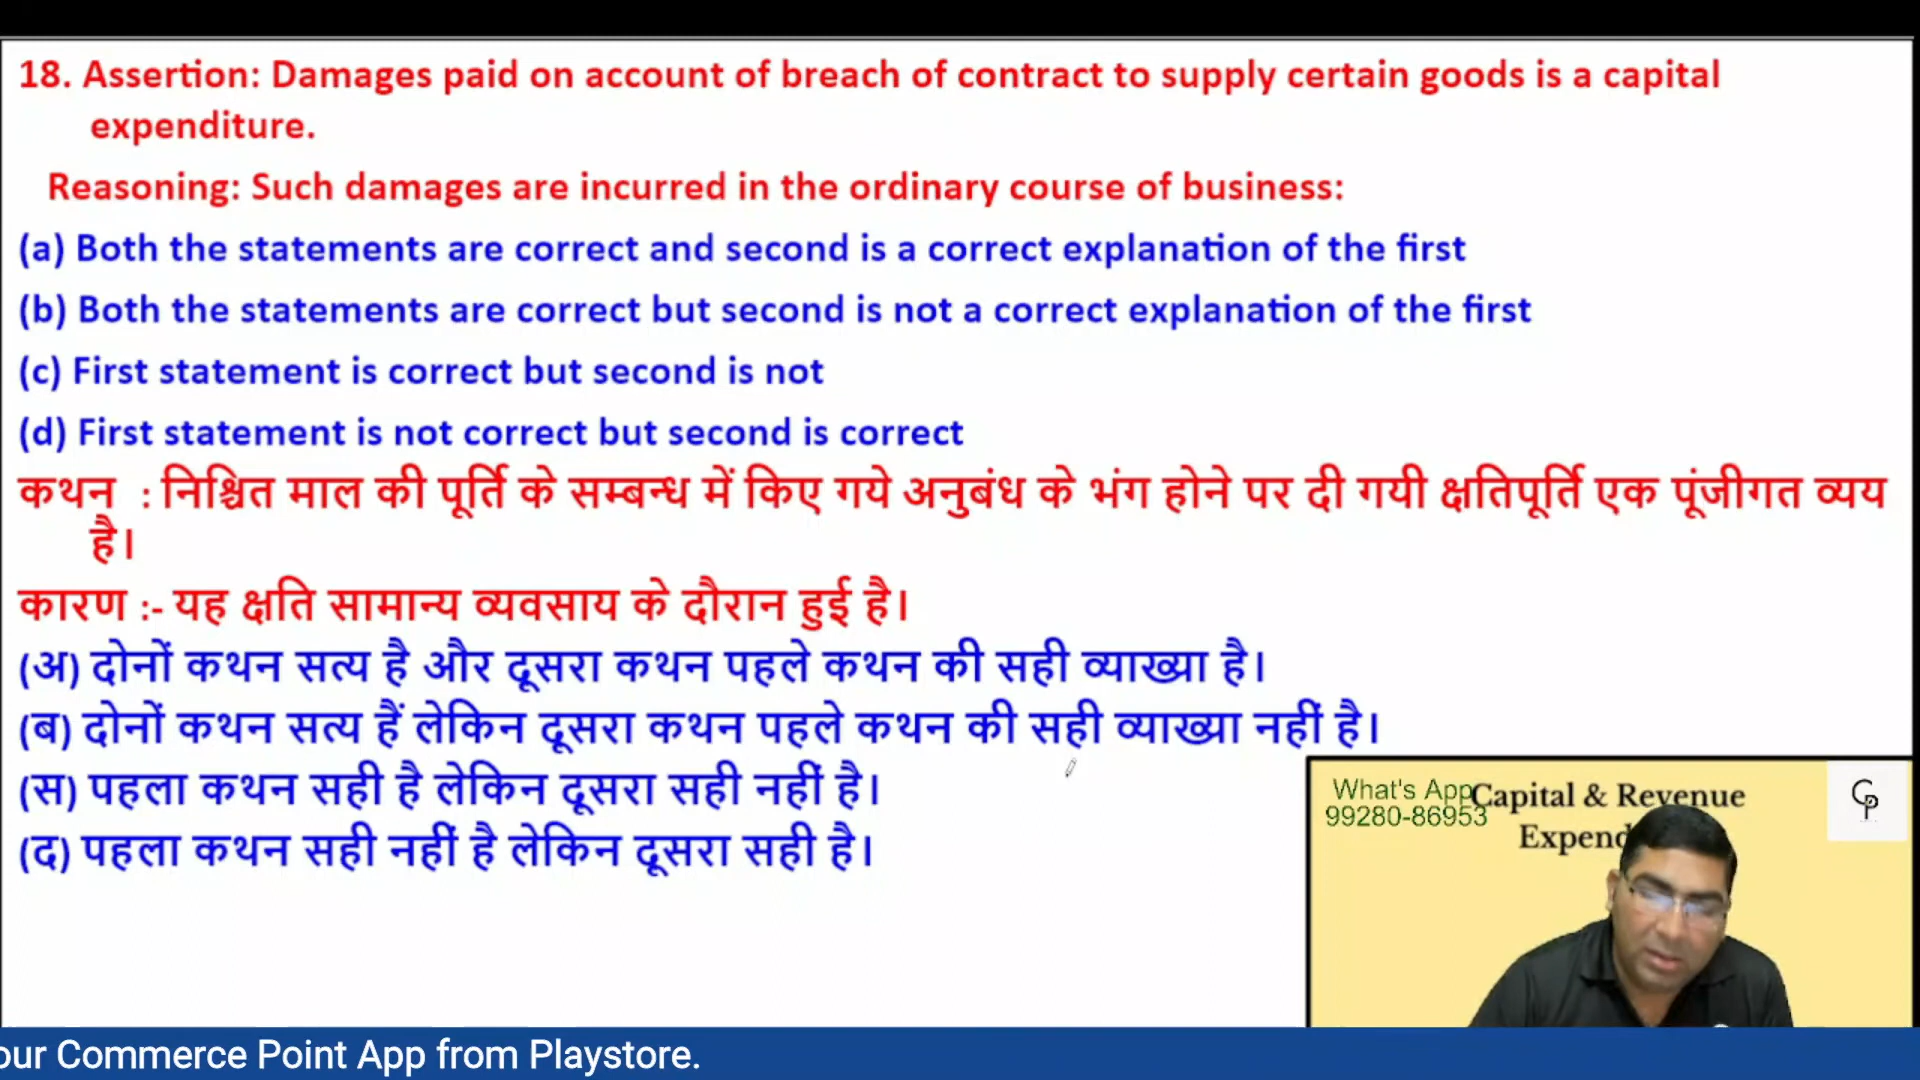 18. Assertion: Damages paid on account of breach of contract to supply certain goods is a capital
expenditure.
Reasoning: Such damages are incurred in the ordinary course of business:
(a) Both the statements are correct and second is a correct explanation of the first
(b) Both the statements are correct but second is not a correct explanation of the first
(c) First statement is correct but second is not
(d) First statement is not correct but second is correct
कथन : निश्चित माल की पूर्ति के सम्बन्ध में किए गये अनुबंध के भंग होने पर दी गयी क्षतिपूर्ति एक पूंजीगत व्यय
है।
कारण :- यह क्षति सामान्य व्यवसाय के दौरान हुई है।
(अ) दोनों कथन सत्य है और दूसरा कथन पहले कथन की सही व्याख्या है।
(ब) दोनों कथन सत्य हैं लेकिन दूसरा कथन पहले कथन की सही व्याख्या नहीं है।
(स) पहला कथन सही है लेकिन दूसरा सही नहीं है।
(द) पहला कथन सही नहीं है लेकिन दूसरा सही है।
What's App
99280-86953
Capital & Revenue
Expend
CP
our Commerce Point App from Playstore.